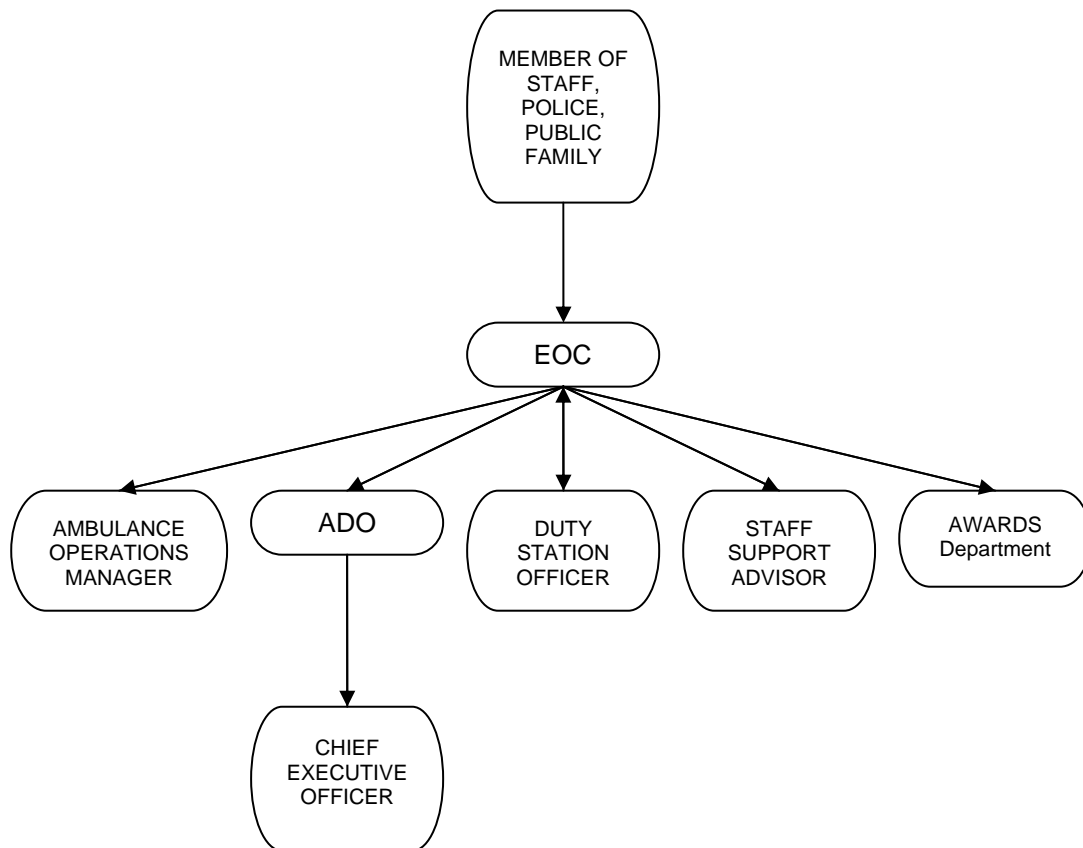 MEMBER OF
STAFF,
POLICE,
PUBLIC
FAMILY
EOC
AMBULANCE
OPERATIONS
MANAGER
ADO
DUTY
STATION
OFFICER
STAFF
SUPPORT
ADVISOR
AWARDS
Department
CHIEF
EXECUTIVE
OFFICER